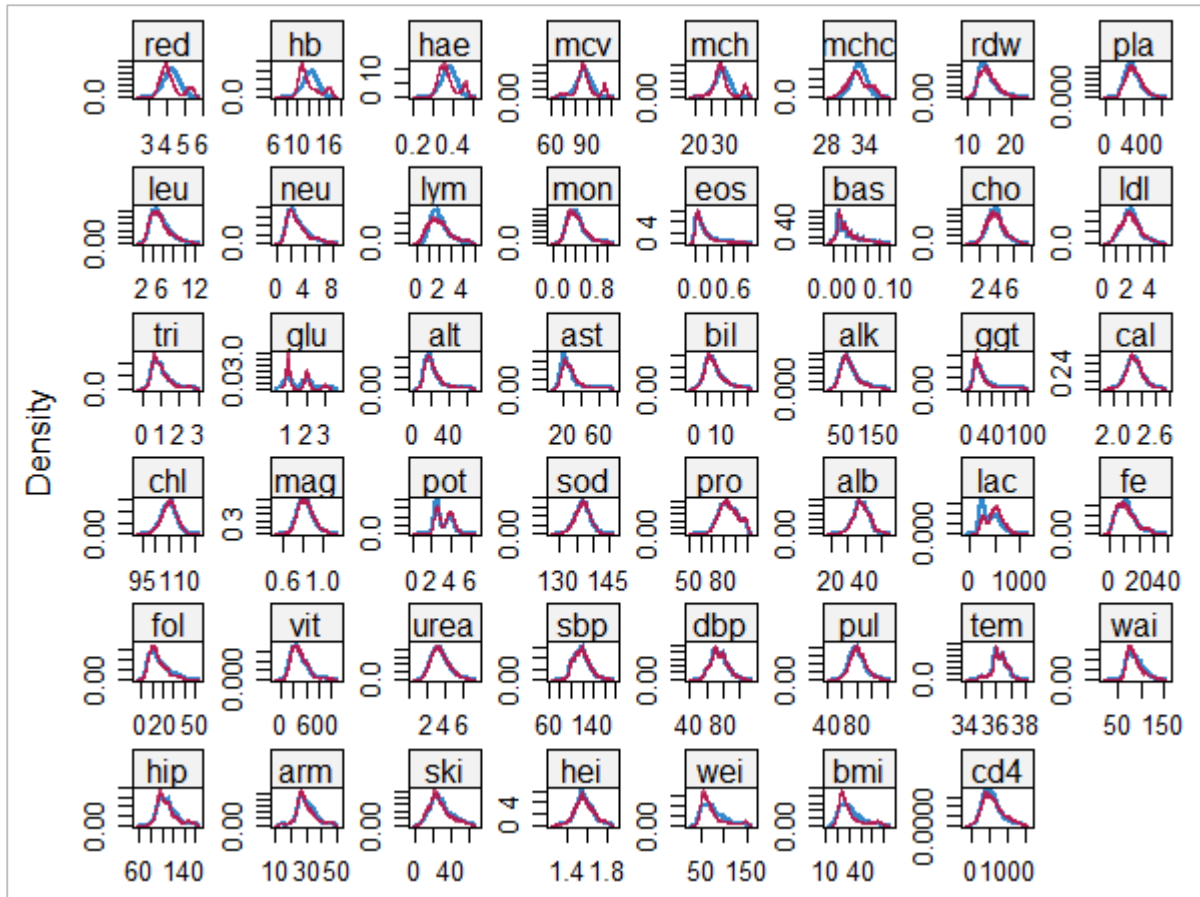 red hb hae mcv mch mchc rdw pla
0.0 0.0 0 10 0.00 0.00 0.0 0.00 0.000
3 4 5 6 6 10 16 0.2 0.4 60 90 20 30 28 34 10 20 0 400
leu neu lym mon eos bas cho ldl
0.00 0.0 0.0 0.0 0 4 0 40 0.0 0.0
2 6 12 0 4 8 0 2 4 0.0 0.8 0.0 0.6 0.00 0.10 2 4 6 0 2 4
tri glu alt ast bil alk ggt cal
0.0 0.0 3.0 0.00 0.00 0.00 0.000 0.00 0 2 4
0 1 2 3 1 2 3 0 40 20 60 0 10 50 150 0 40 100 2.0 2.6
Density
chl mag pot sod pro alb lac fe
0.00 0 3 0.0 0.00 0.00 0.00 0.000 0.00
95 110 0.6 1.0 0 2 4 6 130 145 50 80 20 40 0 1000 0 20 40
fol vit urea sbp dbp pul tem wai
0.00 0.000 0.0 0.00 0.00 0.00 0.0 0.00
0 20 50 0 600 2 4 6 60 140 40 80 40 80 34 36 38 50 150
hip arm ski hei wei bmi cd4
0.00 0.00 0.00 0 4 0.00 0.00 0.0000
60 140 10 30 50 0 40 1.4 1.8 50 150 10 40 0 1000